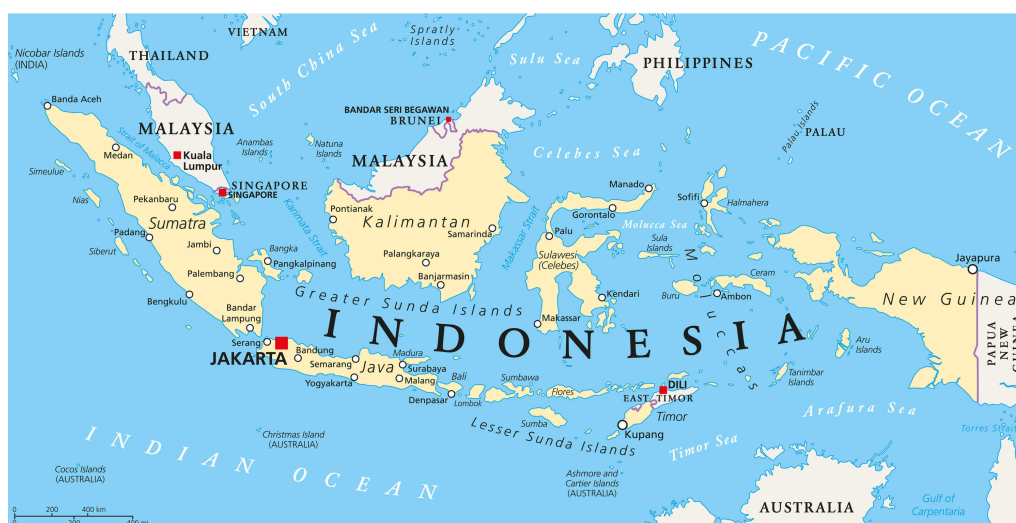 VIETNAM
Spratly
Islands
THAILAND
Nicobar Islands
(INDIA)
South China Sea
Sulu Sea
PHILIPPINES
PACIFIC OCEAN
Banda Aceh
BANDAR SERI BEGAWAN
BRUNEI
MALAYSIA
Strait of Malacca
Medan
Kuala
Lumpur
Anambas
Islands
Natuna
Islands
MALAYSIA
Celebes Sea
Palau Islands
PALAU
Simeulue
SINGAPORE
SINGAPORE
Nias
Pekanbaru
Sumatra
Padang
Siberut
Jambi
Karimata Strait
Bangka
Pangkalpinang
Palembang
Bengkulu
Bandar
Lampung
Pontianak
Kalimantan
Samarinda
Palangkaraya
Banjarmasin
Makassar Strait
Manado
Gorontalo
Palu
Sulawesi
(Celebes)
Kendari
Makassar
Molucca Sea
Sofifi
Halmahera
Sula
Islands
Moluccas
Buru
Ambon
Ceram
Jayapura
New Guinea
PAPUA
NEW
GUINEA
Greater Sunda Islands
INDONESIA
Serang
JAKARTA
Bandung
Semarang
Java
Madura
Surabaya
Yogyakarta
Malang
Bali
Denpasar
Lombok
Sumbawa
Flores
Sumba
Lesser Sunda Islands
DILI
EAST TIMOR
Timor
Kupang
Aru
Islands
Tanimbar
Islands
Arafura Sea
Timor Sea
Torres Strait
INDIAN OCEAN
Christmas Island
(AUSTRALIA)
Cocos Islands
(AUSTRALIA)
Ashmore and
Cartier Islands
(AUSTRALIA)
AUSTRALIA
Gulf of
Carpentaria
0 200 400 km
0 200 400 mi